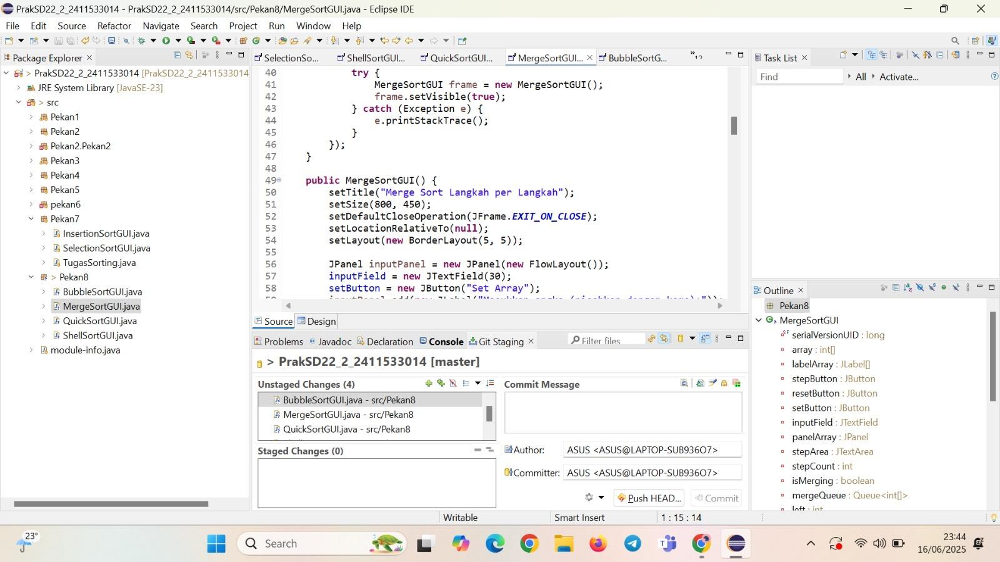 PrakSD22_2_2411533014 - PrakSD22_2_2411533014/src/Pekan8/MergeSortGUI.java - Eclipse IDE
File Edit Source Refactor Navigate Search Project Run Window Help
Package Explorer
> PrakSD22_2_2411533014 [PrakSD22_2_2411533014
JRE System Library [JavaSE-23]
> src
Pekan1
Pekan2
Pekan2.Pekan2
Pekan3
Pekan4
Pekan5
pekan6
Pekan7
InsertionSortGUI.java
SelectionSortGUI.java
TugasSorting.java
> Pekan8
BubbleSortGUI.java
MergeSortGUI.java
QuickSortGUI.java
ShellSortGUI.java
module-info.java
SelectionSo... ShellSortGUI... QuickSortGUI... MergeSortGUI... BubbleSortG... »12
40 try {
41 MergeSortGUI frame = new MergeSortGUI();
42 frame.setVisible(true);
43 } catch (Exception e) {
44 e.printStackTrace();
45 }
46 });
47 }
48
49 public MergeSortGUI() {
50 setTitle("Merge Sort Langkah per Langkah");
51 setSize(800, 450);
52 setDefaultCloseOperation(JFrame.EXIT_ON_CLOSE);
53 setLocationRelativeTo(null);
54 setLayout(new BorderLayout(5, 5));
55
56 JPanel inputPanel = new JPanel(new FlowLayout());
57 inputField = new JTextField(30);
58 setButton = new JButton("Set Array");
Source Design
Problems Javadoc Declaration Console Git Staging
Filter files
> PrakSD22_2_2411533014 [master]
Unstaged Changes (4)
BubbleSortGUI.java - src/Pekan8
MergeSortGUI.java - src/Pekan8
QuickSortGUI.java - src/Pekan8
Staged Changes (0)
Commit Message
Author: ASUS <ASUS@LAPTOP-SUB936O7>
Committer: ASUS <ASUS@LAPTOP-SUB936O7>
Push HEAD... Commit
Task List
Find All Activate...
Outline
Pekan8
MergeSortGUI
serialVersionUID : long
array : int[]
labelArray : JLabel[]
stepButton : JButton
resetButton : JButton
setButton : JButton
inputField : JTextField
panelArray : JPanel
stepArea : JTextArea
stepCount : int
isMerging : boolean
mergeQueue : Queue<int[]>
left : int
Writable Smart Insert 1 : 15 : 14
23°
Search
23:44
16/06/2025